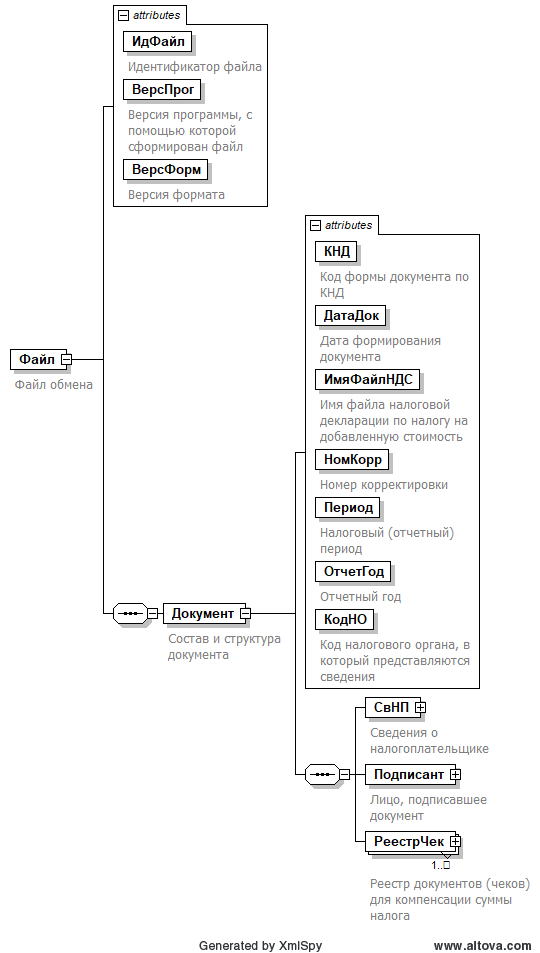 attributes
ИдФайл
Идентификатор файла
ВерсПрог
Версия программы, с
помощью которой
сформирован файл
ВерсФорм
Версия формата
Файл
Файл обмена
Документ
Состав и структура
документа
attributes
КНД
Код формы документа по
КНД
ДатаДок
Дата формирования
документа
ИмяФайлНДС
Имя файла налоговой
декларации по налогу на
добавленную стоимость
НомКорр
Номер корректировки
Период
Налоговый (отчетный)
период
ОтчетГод
Отчетный год
КодНО
Код налогового органа, в
который представляются
сведения
СвНП
Сведения о
налогоплательщике
Подписант
Лицо, подписавшее
документ
РеестрЧек
1..
Реестр документов (чеков)
для компенсации суммы
налога
Generated by XmlSpy
www.altova.com